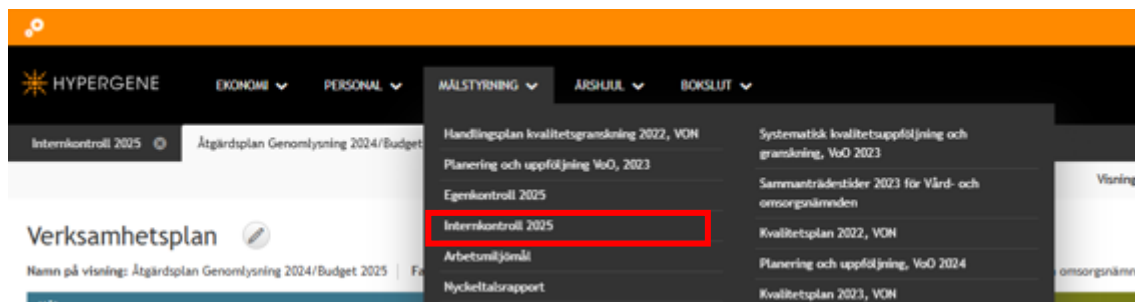 HYPERGENE
EKONOMI
PERSONAL
MÅLSTYRNING
ÅRSHJUL
BOKSLUT
Internkontroll 2025
Åtgärdsplan Genomlysning 2024/Budget
Handlingsplan kvalitetsgranskning 2022, VON
Planering och uppföljning VoO, 2023
Egenkontroll 2025
Internkontroll 2025
Arbetsmiljömål
Nyckeltalsrapport
Systematisk kvalitetsuppföljning och
granskning, VoO 2023
Sammanträdestider 2023 för Vård- och
omsorgsnämnden
Kvalitetsplan 2022, VON
Planering och uppföljning, VoO 2024
Kvalitetsplan 2023, VON
Visning
Verksamhetsplan
Namn på visning: Åtgärdsplan Genomlysning 2024/Budget 2025 Fa
omsorgsnämn